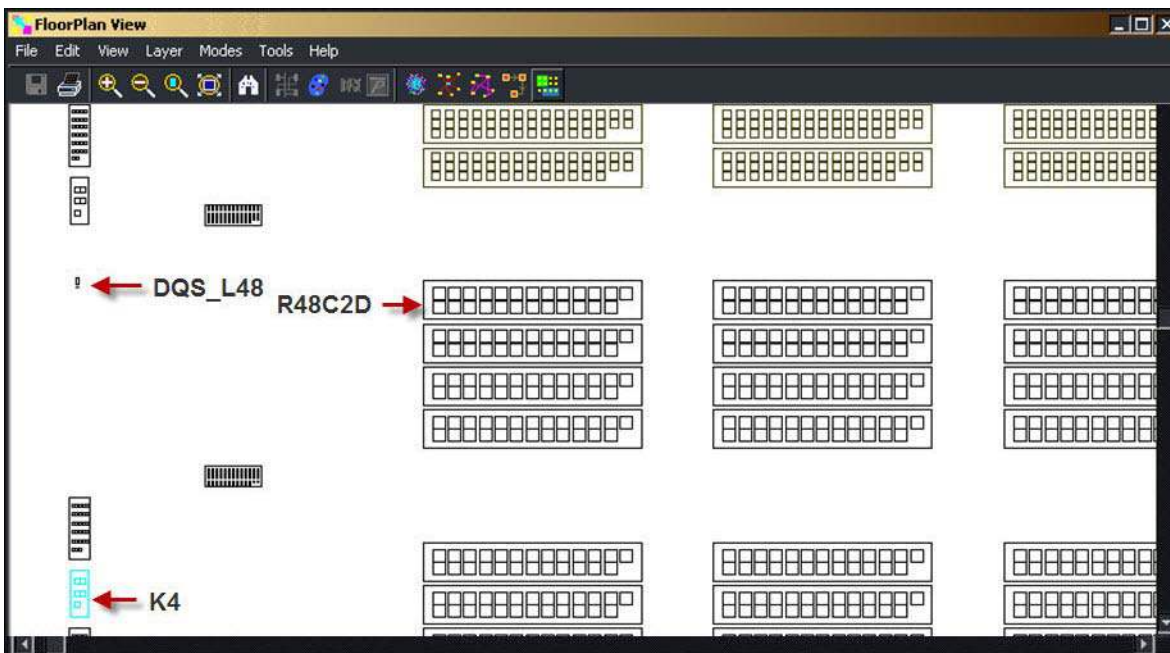 FloorPlan View
File Edit View Layer Modes Tools Help
DQS_L48
R48C2D
K4